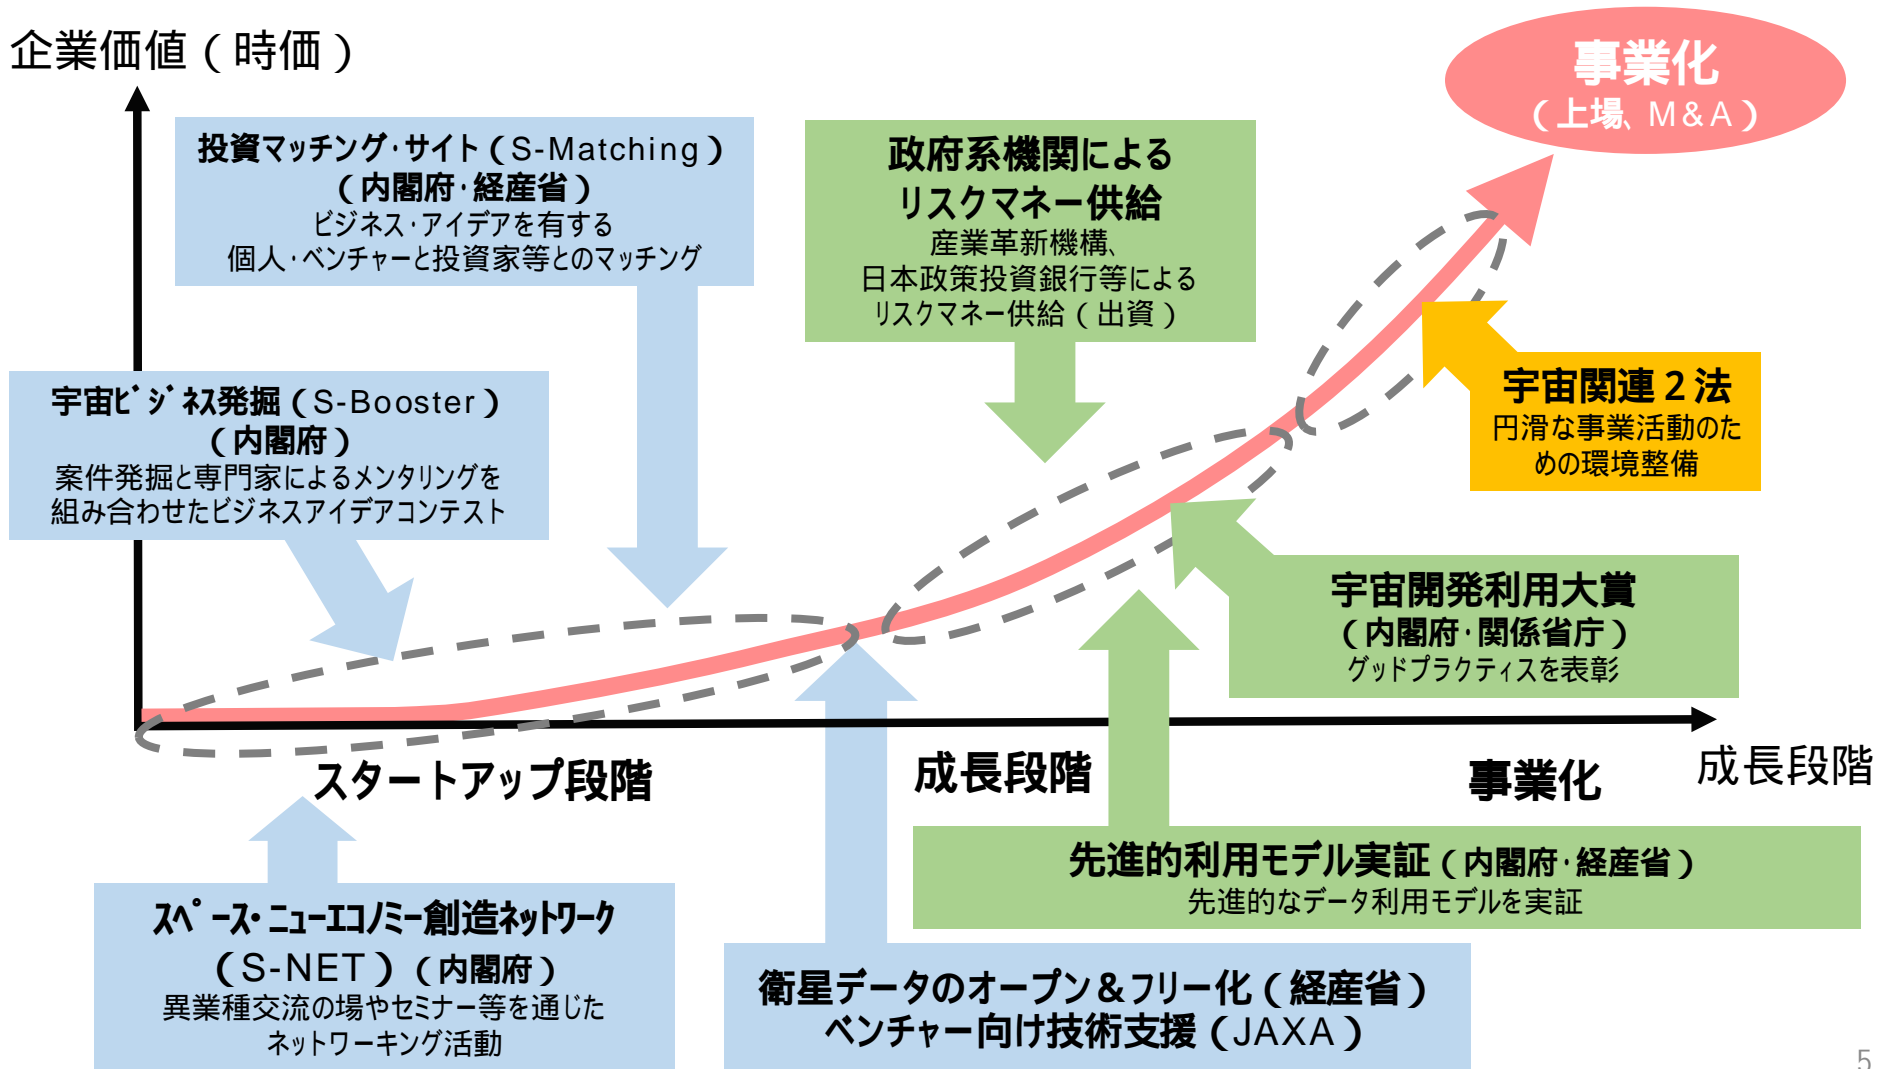 企業価値（時価）
事業化
（上場、M&A）
投資マッチング･サイト（S-Matching）
（内閣府･経産省）
ビジネス･アイデアを有する
個人･ベンチャーと投資家等とのマッチング
政府系機関による
リスクマネー供給
産業革新機構、
日本政策投資銀行等による
リスクマネー供給（出資）
宇宙ﾋﾞｼﾞﾈｽ発掘（S-Booster）
（内閣府）
案件発掘と専門家によるメンタリングを
組み合わせたビジネスアイデアコンテスト
宇宙関連２法
円滑な事業活動のた
めの環境整備
宇宙開発利用大賞
（内閣府･関係省庁）
グッドプラクティスを表彰
スタートアップ段階
成長段階
事業化
成長段階
先進的利用モデル実証（内閣府･経産省）
先進的なデータ利用モデルを実証
ｽﾍﾟｰｽ･ﾆｭｰｴｺﾉﾐｰ創造ﾈｯﾄﾜｰｸ
（S-NET）（内閣府）
異業種交流の場やセミナー等を通じた
ネットワーキング活動
衛星データのオープン＆フリー化（経産省）
ベンチャー向け技術支援（JAXA）
5